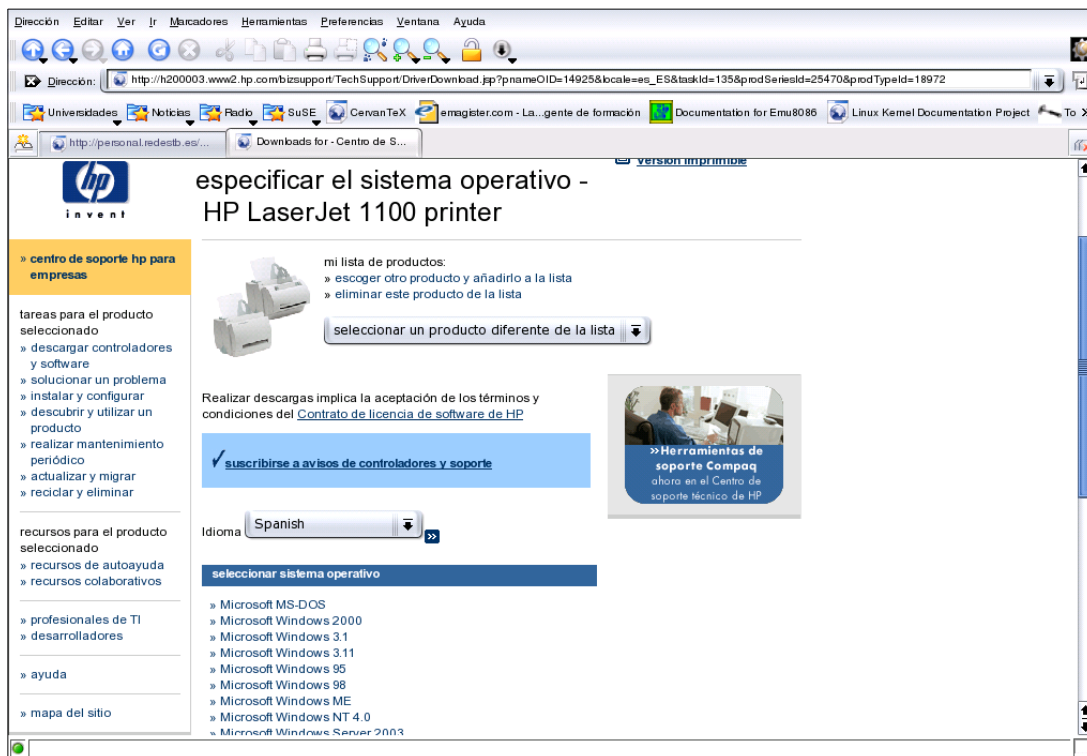 Dirección Editar Ver Ir Marcadores Herramientas Preferencias Ventana Ayuda
Dirección: http://h200003.www2.hp.com/bizsupport/TechSupport/DriverDownload.jsp?pnameOID=14925&locale=es_ES&taskId=135&prodSeriesId=25470&prodTypeId=18972
Universidades Noticias Radio SuSE CervanTeX emagister.com - La...gente de formación Documentation for Emu8086 Linux Kernel Documentation Project To
http://personal.redestb.es/... Downloads for - Centro de S...
versión imprimible
hp
invent
especificar el sistema operativo -
HP LaserJet 1100 printer
» centro de soporte hp para
empresas
tareas para el producto
seleccionado
» descargar controladores
y software
» solucionar un problema
» instalar y configurar
» descubrir y utilizar un
producto
» realizar mantenimiento
periódico
» actualizar y migrar
» reciclar y eliminar
recursos para el producto
seleccionado
» recursos de autoayuda
» recursos colaborativos
» profesionales de TI
» desarrolladores
» ayuda
» mapa del sitio
mi lista de productos:
» escoger otro producto y añadirlo a la lista
» eliminar este producto de la lista
seleccionar un producto diferente de la lista
Realizar descargas implica la aceptación de los términos y
condiciones del Contrato de licencia de software de HP
suscribirse a avisos de controladores y soporte
Idioma Spanish »
seleccionar sistema operativo
» Microsoft MS-DOS
» Microsoft Windows 2000
» Microsoft Windows 3.1
» Microsoft Windows 3.11
» Microsoft Windows 95
» Microsoft Windows 98
» Microsoft Windows ME
» Microsoft Windows NT 4.0
» Microsoft Windows Server 2003
»Herramientas de
soporte Compaq
ahora en el Centro de
soporte técnico de HP